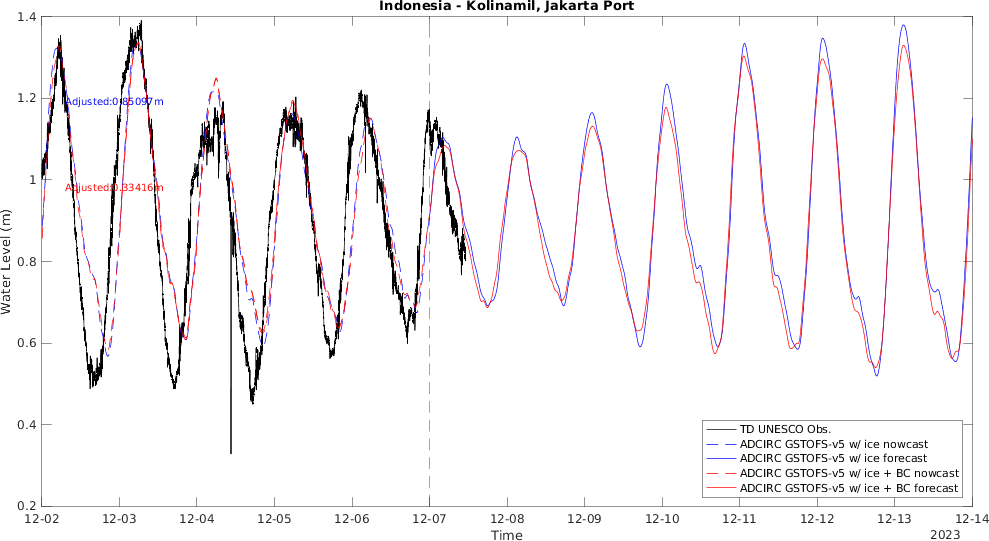 Indonesia - Kolinamil, Jakarta Port
1.4
1.2
1
0.8
0.6
0.4
0.2
Water Level (m)
Adjusted:0.85097m
Adjusted:0.33416m
TD UNESCO Obs.
ADCIRC GSTOFS-v5 w/ ice nowcast
ADCIRC GSTOFS-v5 w/ ice forecast
ADCIRC GSTOFS-v5 w/ ice + BC nowcast
ADCIRC GSTOFS-v5 w/ ice + BC forecast
12-02 12-03 12-04 12-05 12-06 12-07 12-08 12-09 12-10 12-11 12-12 12-13 12-14
Time
2023